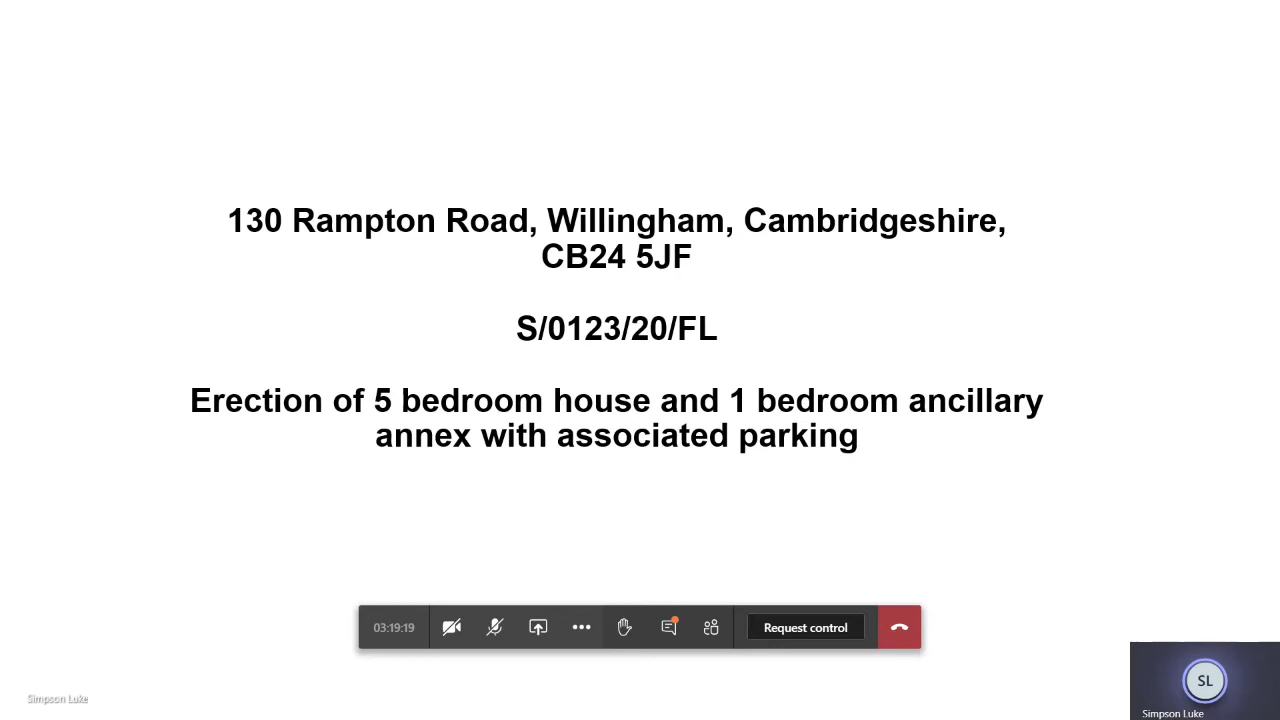 130 Rampton Road, Willingham, Cambridgeshire,
CB24 5JF
S/0123/20/FL
Erection of 5 bedroom house and 1 bedroom ancillary
annex with associated parking
03:19:19
Request control
SL
Simpson Luke
Simpson Luke